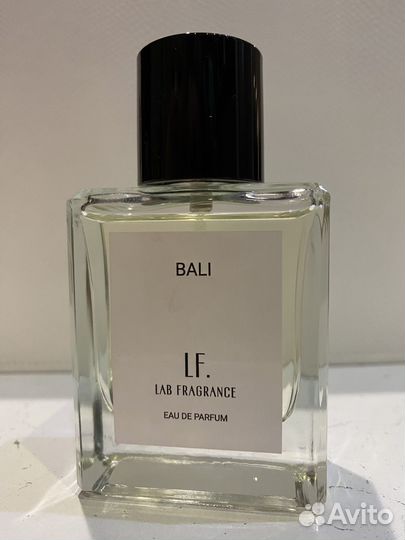 BALI
LF.
LAB FRAGRANCE
EAU DE PARFUM
Avito